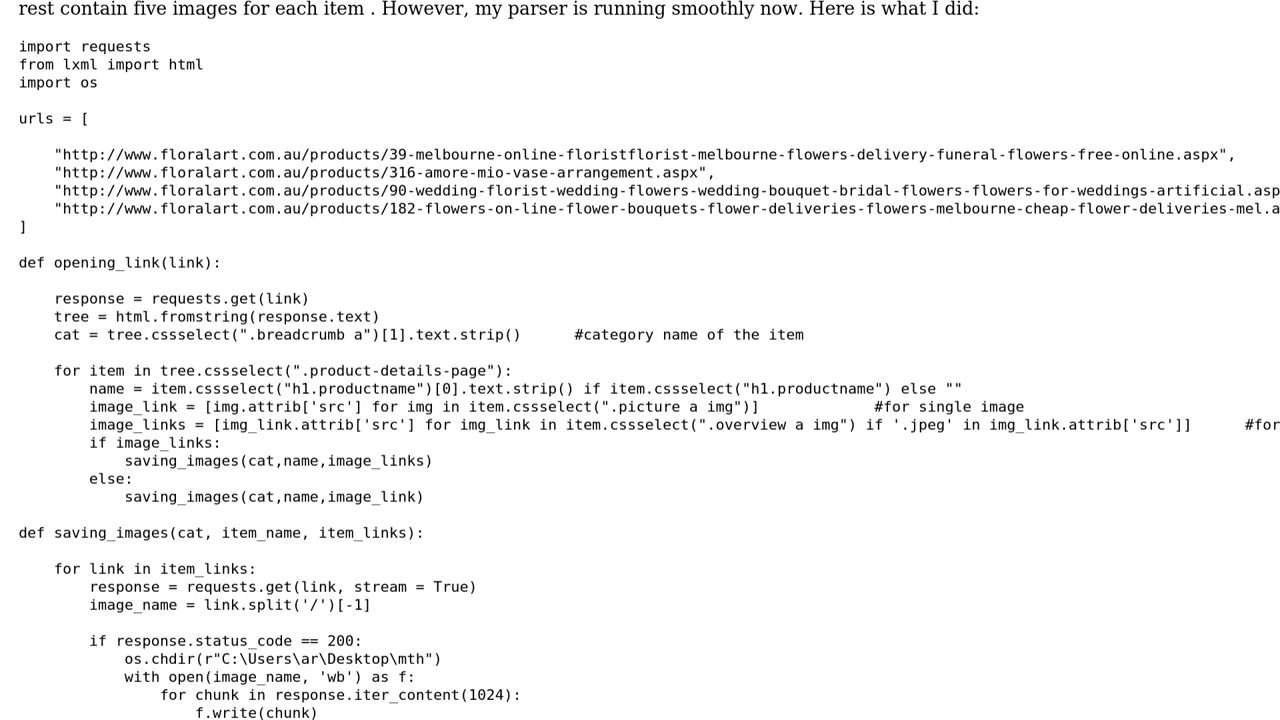 rest contain five images for each item . However, my parser is running smoothly now. Here is what I did:
import requests
from lxml import html
import os
urls = [
"http://www.floralart.com.au/products/39-melbourne-online-floristflorist-melbourne-flowers-delivery-funeral-flowers-free-online.aspx",
"http://www.floralart.com.au/products/316-amore-mio-vase-arrangement.aspx",
"http://www.floralart.com.au/products/90-wedding-florist-wedding-flowers-wedding-bouquet-bridal-flowers-flowers-for-weddings-artificial.asp
"http://www.floralart.com.au/products/182-flowers-on-line-flower-bouquets-flower-deliveries-flowers-melbourne-cheap-flower-deliveries-mel.a
]
def opening_link(link):
response = requests.get(link)
tree = html.fromstring(response.text)
cat = tree.cssselect(".breadcrumb a")[1].text.strip()      #category name of the item
for item in tree.cssselect(".product-details-page"):
name = item.cssselect("h1.productname")[0].text.strip() if item.cssselect("h1.productname") else ""
image_link = [img.attrib['src'] for img in item.cssselect(".picture a img")]             #for single image
image_links = [img_link.attrib['src'] for img_link in item.cssselect(".overview a img") if '.jpeg' in img_link.attrib['src']]      #for
if image_links:
saving_images(cat,name,image_links)
else:
saving_images(cat,name,image_link)
def saving_images(cat, item_name, item_links):
for link in item_links:
response = requests.get(link, stream = True)
image_name = link.split('/')[-1]
if response.status_code == 200:
os.chdir(r"C:\Users\ar\Desktop\mth")
with open(image_name, 'wb') as f:
for chunk in response.iter_content(1024):
f.write(chunk)